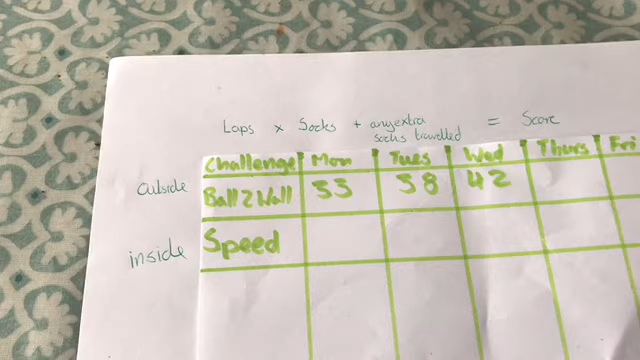 Laps x Socks + any extra = Score
socks travelled
Challenge Mon Tues Wed Thurs Fri
outside Ball 2 Wall 33 38 42
inside Speed